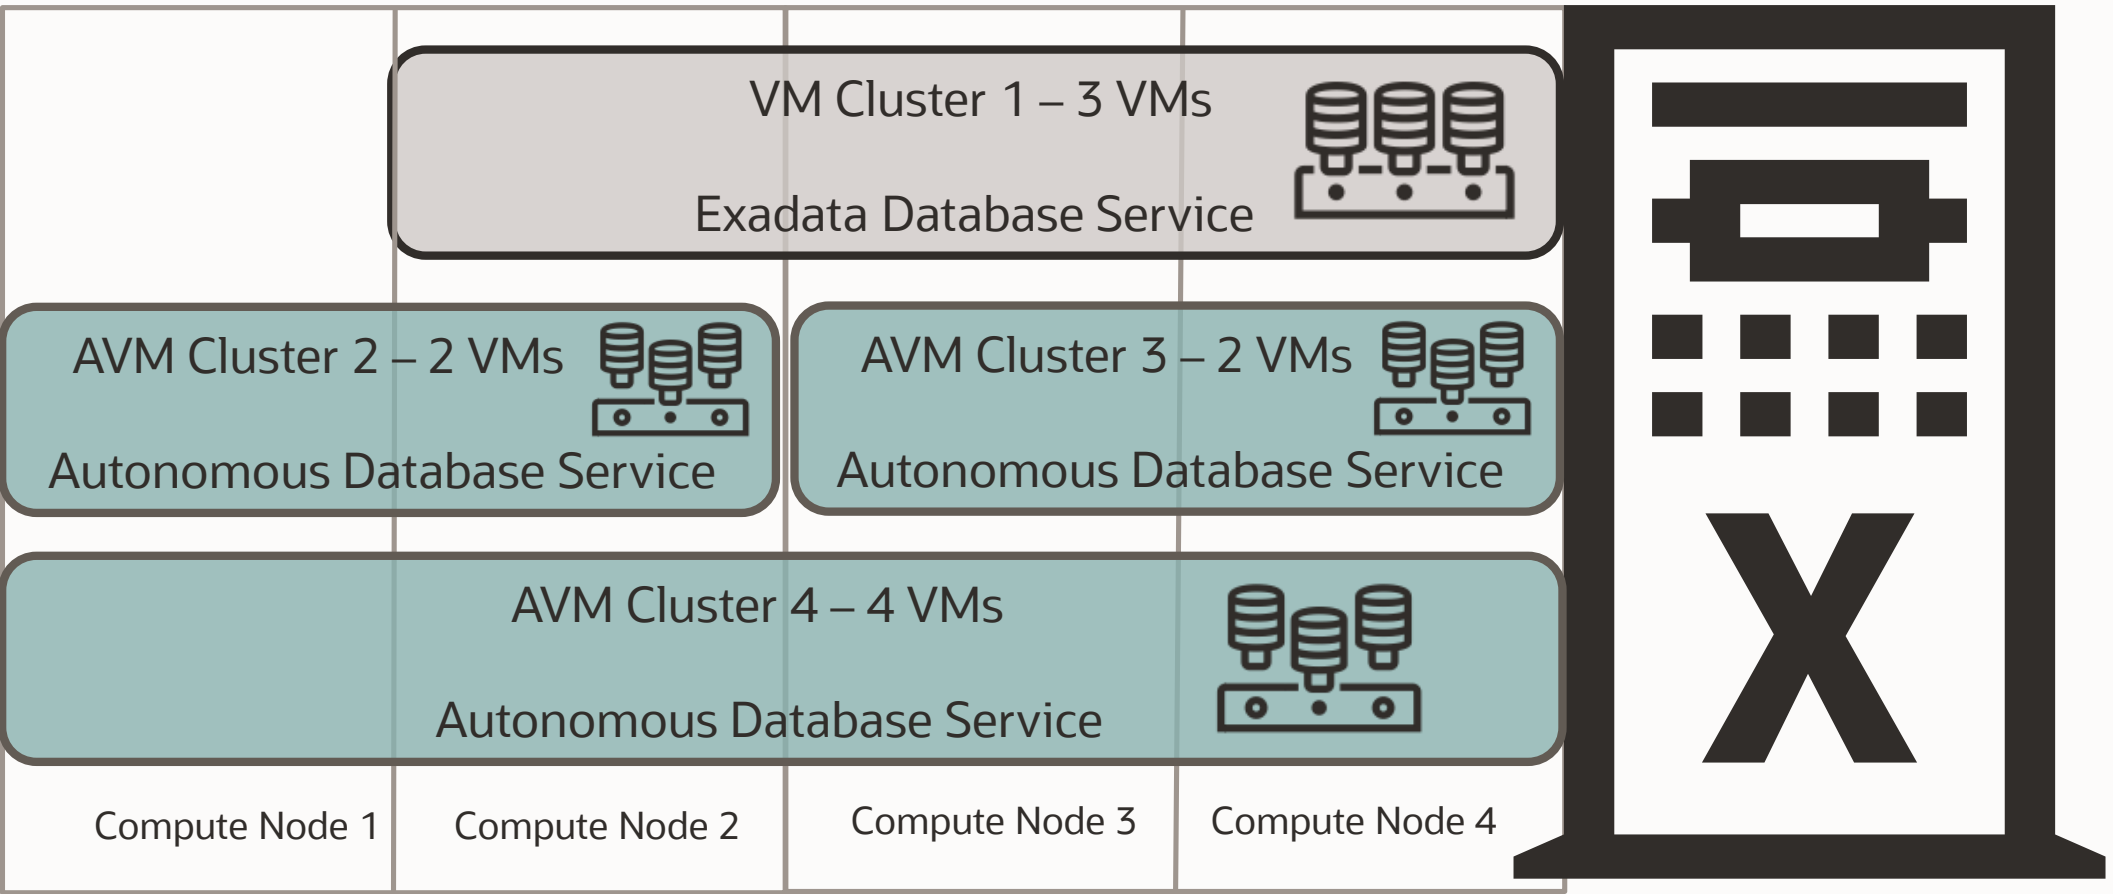 VM Cluster 1 – 3 VMs
Exadata Database Service
AVM Cluster 2 – 2 VMs
Autonomous Database Service
AVM Cluster 3 – 2 VMs
Autonomous Database Service
AVM Cluster 4 – 4 VMs
Autonomous Database Service
Compute Node 1
Compute Node 2
Compute Node 3
Compute Node 4
X